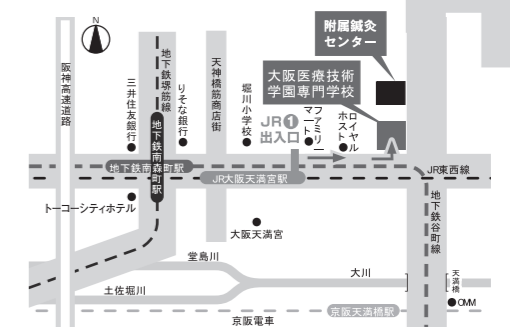 N
附属鍼灸
センター
大阪医療技術
学園専門学校
阪神高速道路
三井住友銀行
地下鉄堺筋線
りそな銀行
天神橋筋商店街
堀川小学校
JR❶
出入口
ファミリー
マート
ロイヤル
ホスト
地下鉄南森町駅
地下鉄南森町駅
JR大阪天満宮駅
JR東西線
トーコーシティホテル
大阪天満宮
地下鉄谷町線
堂島川
大川
天満橋
土佐堀川
OMM
京阪電車
京阪天満橋駅